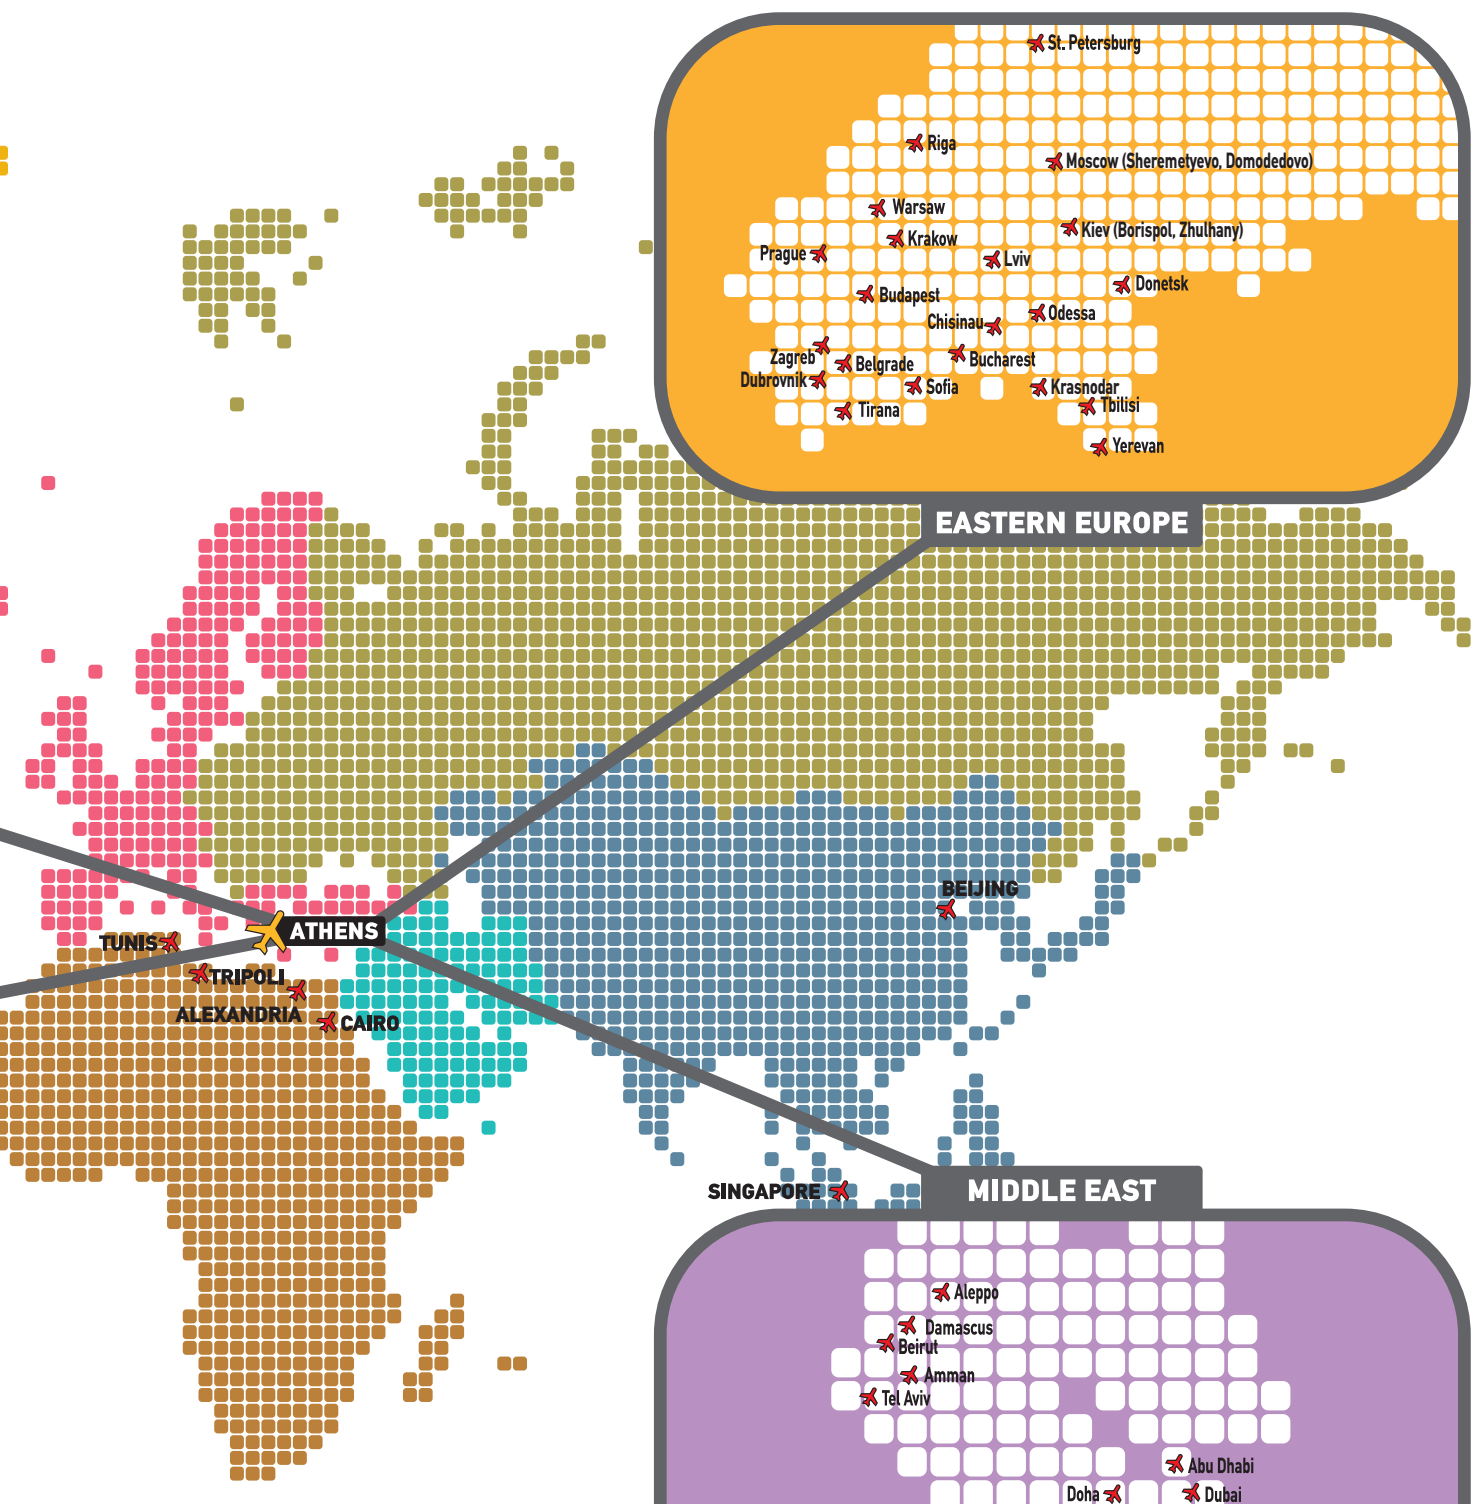 St. Petersburg
Riga
Moscow (Sheremetyevo, Domodedovo)
Warsaw
Kiev (Borispol, Zhulhany)
Krakow
Prague
Lviv
Donetsk
Budapest
Odessa
Chisinau
Zagreb
Belgrade
Bucharest
Dubrovnik
Sofia
Krasnodar
Tirana
Tbilisi
Yerevan
EASTERN EUROPE
BEIJING
ATHENS
TUNIS
TRIPOLI
ALEXANDRIA
CAIRO
SINGAPORE
MIDDLE EAST
Aleppo
Damascus
Beirut
Amman
Tel Aviv
Abu Dhabi
Doha
Dubai